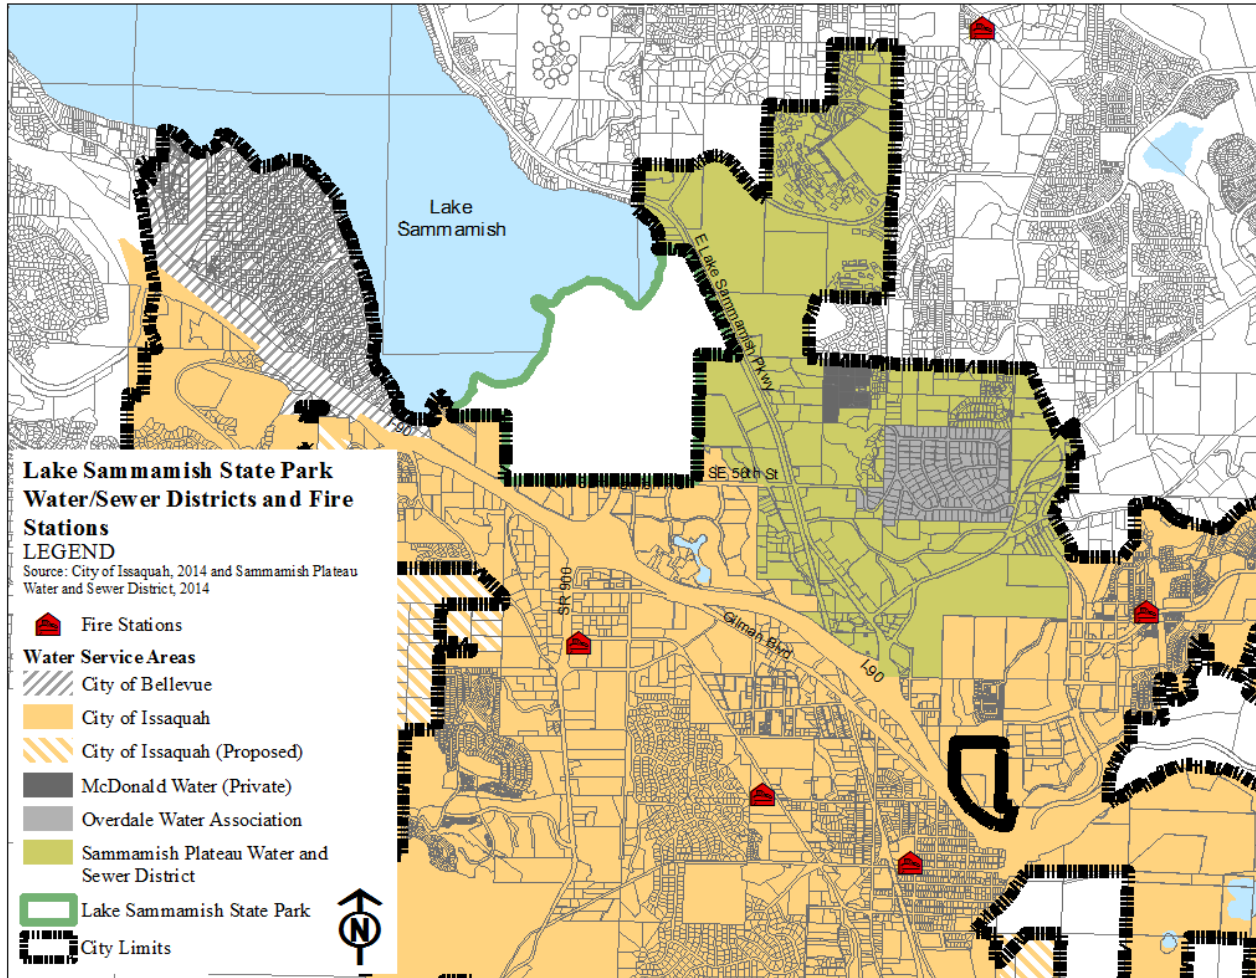 Lake
Sammamish
E Lake Sammamish Pkwy
I-90
SE 56th St
SR 900
Gilman Blvd
I-90
Lake Sammamish State Park
Water/Sewer Districts and Fire
Stations
LEGEND
Source: City of Issaquah, 2014 and Sammamish Plateau
Water and Sewer District, 2014
Fire Stations
Water Service Areas
City of Bellevue
City of Issaquah
City of Issaquah (Proposed)
McDonald Water (Private)
Overdale Water Association
Sammamish Plateau Water and
Sewer District
Lake Sammamish State Park
City Limits
N